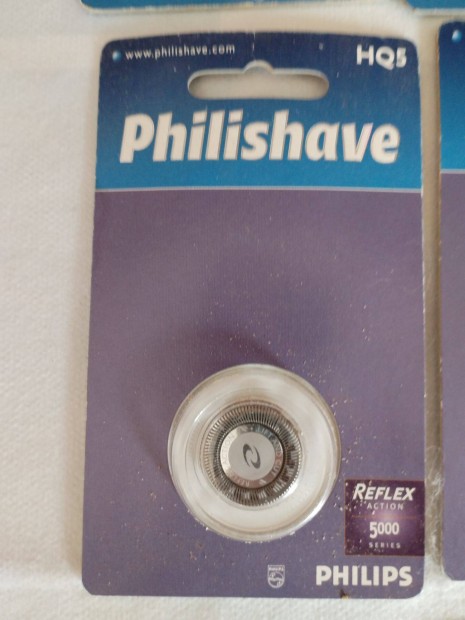 www.philishave.com
HQ5
Philishave
REFLEX
ACTION
5000
SERIES
PHILIPS